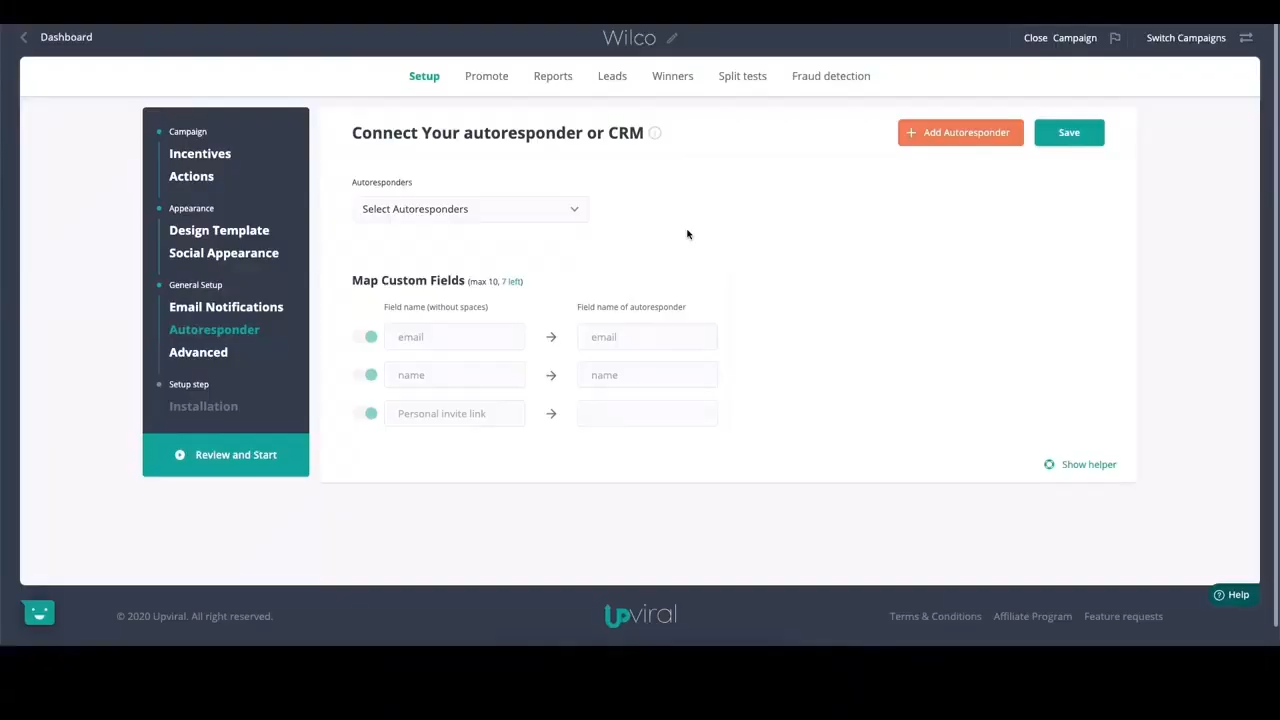 Dashboard
Wilco
Close Campaign
Switch Campaigns
Setup
Promote
Reports
Leads
Winners
Split tests
Fraud detection
Campaign
Incentives
Actions
Appearance
Design Template
Social Appearance
General Setup
Email Notifications
Autoresponder
Advanced
Setup step
Installation
Review and Start
Connect Your autoresponder or CRM
+ Add Autoresponder
Save
Autoresponders
Select Autoresponders
Map Custom Fields (max 10, 7 left)
Field name (without spaces)
Field name of autoresponder
email
email
name
name
Personal invite link
Show helper
Help
© 2020 Upviral. All right reserved.
Upviral
Terms & Conditions
Affiliate Program
Feature requests